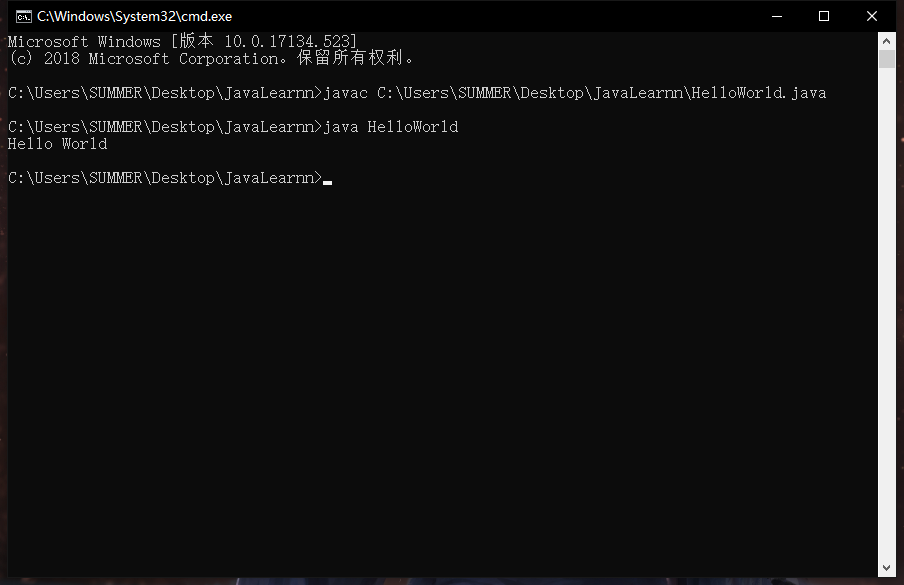 C:\Windows\System32\cmd.exe
Microsoft Windows [版本 10.0.17134.523]
(c) 2018 Microsoft Corporation。保留所有权利。
C:\Users\SUMMER\Desktop\JavaLearnn>javac C:\Users\SUMMER\Desktop\JavaLearnn\HelloWorld.java
C:\Users\SUMMER\Desktop\JavaLearnn>java HelloWorld
Hello World
C:\Users\SUMMER\Desktop\JavaLearnn>